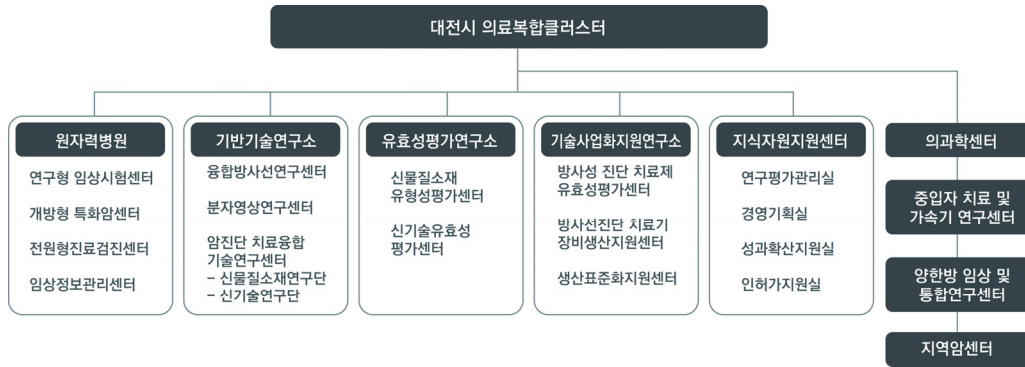 대전시 의료복합클러스터
원자력병원
연구형 임상시험센터
개방형 특화암센터
전원형진료검진센터
임상정보관리센터
기반기술연구소
융합방사선연구센터
분자영상연구센터
암진단 치료융합
기술연구센터
– 신물질소재연구단
– 신기술연구단
유효성평가연구소
신물질소재
유형성평가센터
신기술유효성
평가센터
기술사업화지원연구소
방사성 진단 치료제
유효성평가센터
방사선진단 치료기
장비생산지원센터
생산표준화지원센터
지식자원지원센터
연구평가관리실
경영기획실
성과확산지원실
인허가지원실
의과학센터
중입자 치료 및
가속기 연구센터
양한방 임상 및
통합연구센터
지역암센터